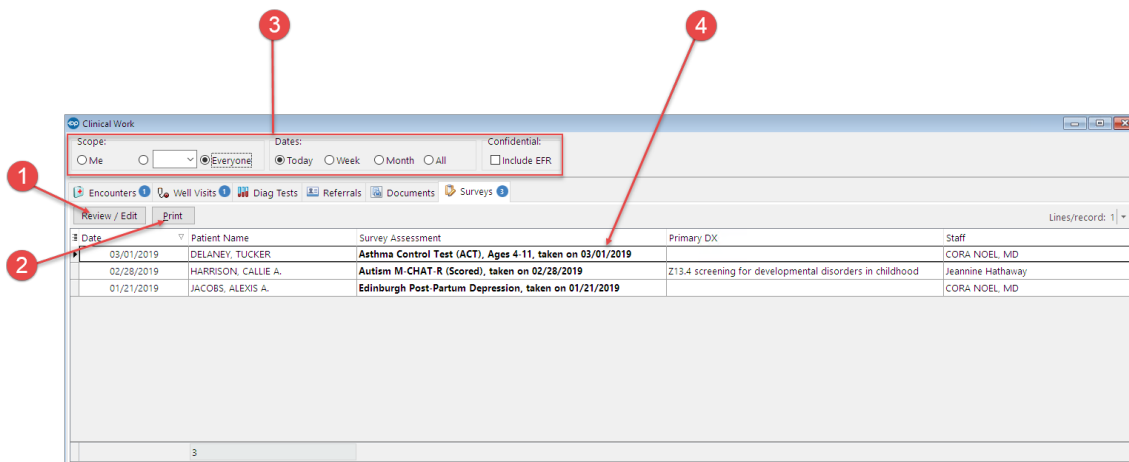 3
4
Clinical Work
Scope: Dates: Confidential:
Me Everyone Today Week Month All Include EFR
1
Encounters 1 Well Visits 1 Diag Tests Referrals Documents Surveys 3
Review / Edit Print Lines/record: 1
2
Date Patient Name Survey Assessment Primary DX Staff
03/01/2019 DELANEY, TUCKER Asthma Control Test (ACT), Ages 4-11, taken on 03/01/2019 CORA NOEL, MD
02/28/2019 HARRISON, CALLIE A. Autism M-CHAT-R (Scored), taken on 02/28/2019 Z13.4 screening for developmental disorders in childhood Jeannine Hathaway
01/21/2019 JACOBS, ALEXIS A. Edinburgh Post-Partum Depression, taken on 01/21/2019 CORA NOEL, MD
3